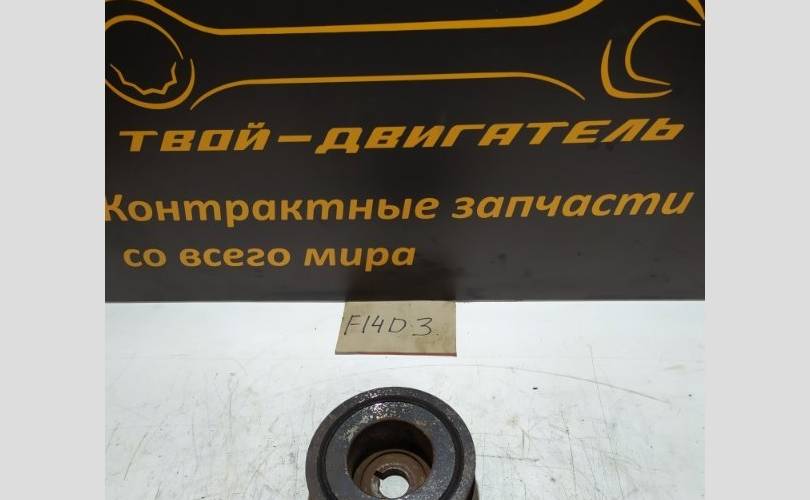 ТВОЙ-ДВИГАТЕЛЬ
Контрактные запчасти
со всего мира
F14D3